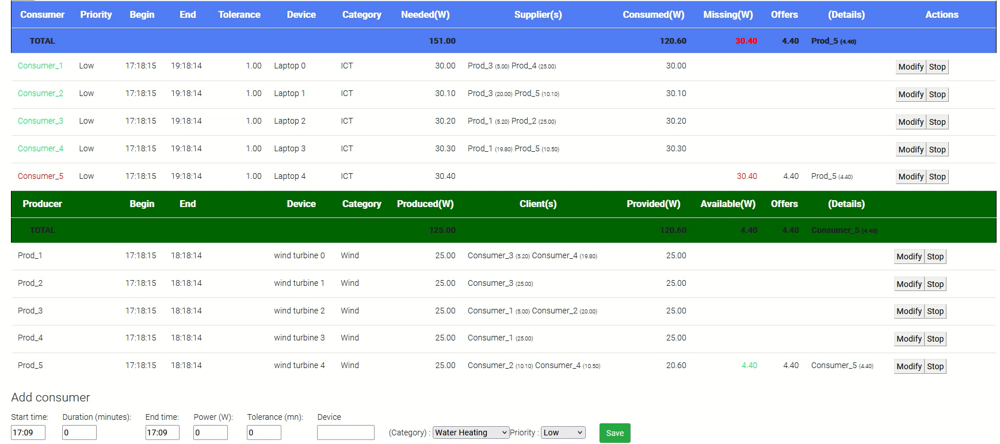 Consumer Priority Begin End Tolerance Device Category Needed(W) Supplier(s) Consumed(W) Missing(W) Offers (Details) Actions
TOTAL 151.00 120.60 30.40 4.40 Prod_5 (4.40)
Consumer_1 Low 17:18:15 19:18:14 1.00 Laptop 0 ICT 30.00 Prod_3 (5.00) Prod_4 (25.00) 30.00 Modify Stop
Consumer_2 Low 17:18:15 19:18:14 1.00 Laptop 1 ICT 30.10 Prod_3 (20.00) Prod_5 (10.10) 30.10 Modify Stop
Consumer_3 Low 17:18:15 19:18:14 1.00 Laptop 2 ICT 30.20 Prod_1 (5.20) Prod_2 (25.00) 30.20 Modify Stop
Consumer_4 Low 17:18:15 19:18:14 1.00 Laptop 3 ICT 30.30 Prod_1 (19.80) Prod_5 (10.50) 30.30 Modify Stop
Consumer_5 Low 17:18:15 19:18:14 1.00 Laptop 4 ICT 30.40 30.40 4.40 Prod_5 (4.40) Modify Stop
Producer Begin End Device Category Produced(W) Client(s) Provided(W) Available(W) Offers (Details)
TOTAL 125.00 120.60 4.40 4.40 Consumer_5 (4.40)
Prod_1 17:18:15 18:18:14 wind turbine 0 Wind 25.00 Consumer_3 (5.20) Consumer_4 (19.80) 25.00 Modify Stop
Prod_2 17:18:15 18:18:14 wind turbine 1 Wind 25.00 Consumer_3 (25.00) 25.00 Modify Stop
Prod_3 17:18:15 18:18:14 wind turbine 2 Wind 25.00 Consumer_1 (5.00) Consumer_2 (20.00) 25.00 Modify Stop
Prod_4 17:18:15 18:18:14 wind turbine 3 Wind 25.00 Consumer_1 (25.00) 25.00 Modify Stop
Prod_5 17:18:15 18:18:14 wind turbine 4 Wind 25.00 Consumer_2 (10.10) Consumer_4 (10.50) 20.60 4.40 4.40 Consumer_5 (4.40) Modify Stop
Add consumer
Start time: Duration (minutes): End time: Power (W): Tolerance (mn): Device
17:09 0 17:09 0 0 (Category) : Water Heating Priority : Low Save